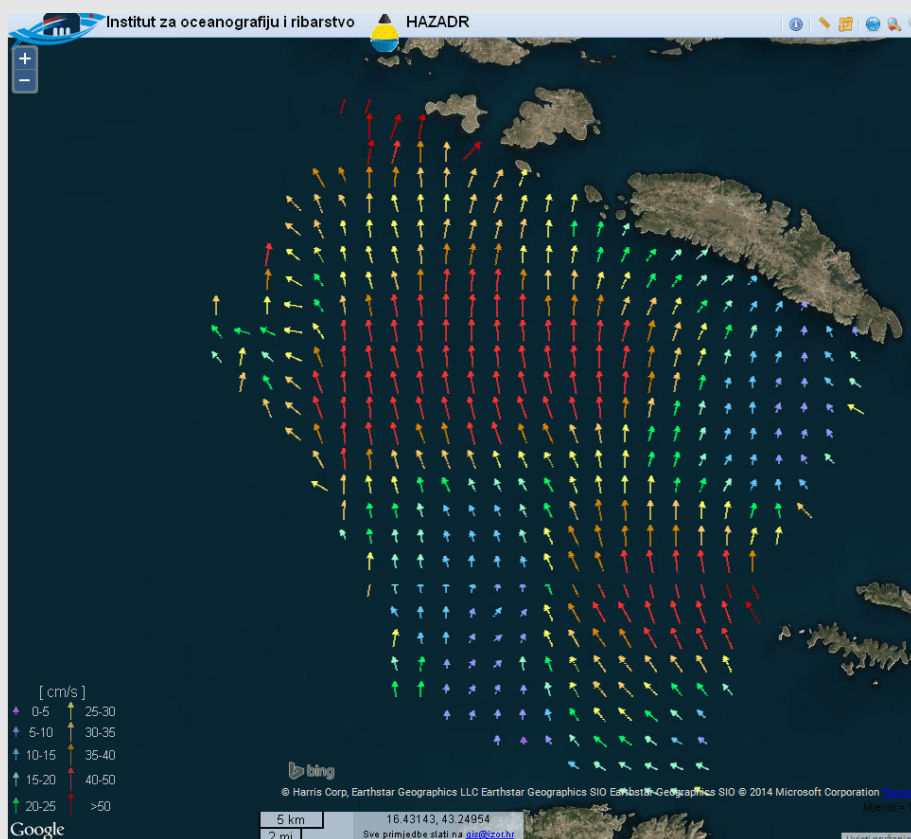 Institut za oceanografiju i ribarstvo HAZADR
+
−
[ cm/s ]
0-5 25-30
5-10 30-35
10-15 35-40
15-20 40-50
20-25 >50
bing
© Harris Corp, Earthstar Geographics LLC Earthstar Geographics SIO Earthstar Geographics SIO © 2014 Microsoft Corporation
Mjerilo = 1
Google
5 km
2 mi
16.43143, 43.24954
Sve primjedbe slati na gis@izor.hr